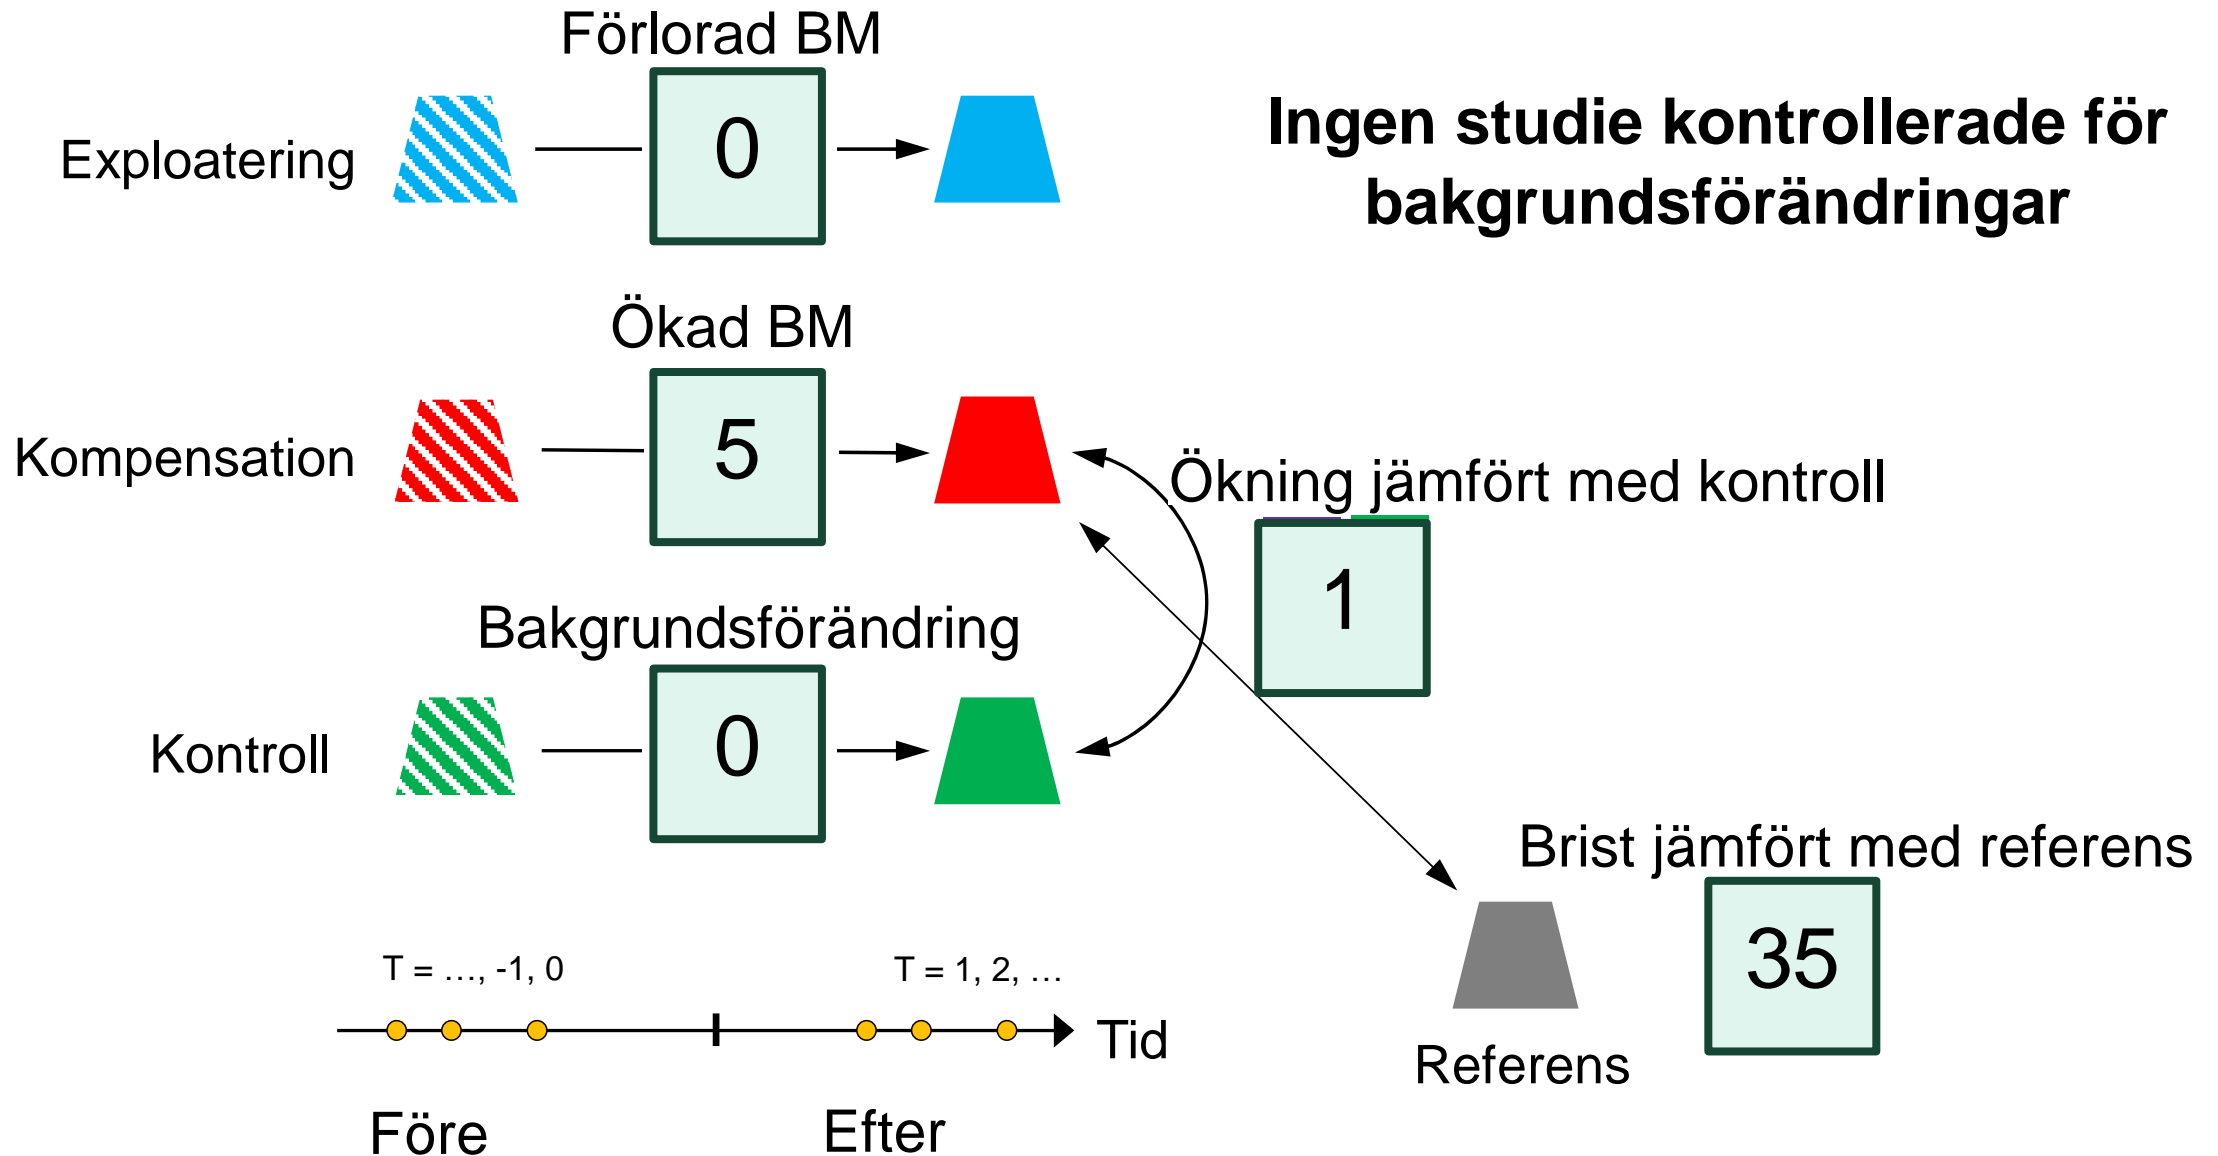 Förlorad BM
Exploatering
0
Ingen studie kontrollerade för
bakgrundsförändringar
Ökad BM
Kompensation
5
Ökning jämfört med kontroll
1
Bakgrundsförändring
Kontroll
0
Brist jämfört med referens
35
Referens
T = …, -1, 0
T = 1, 2, …
Tid
Före
Efter